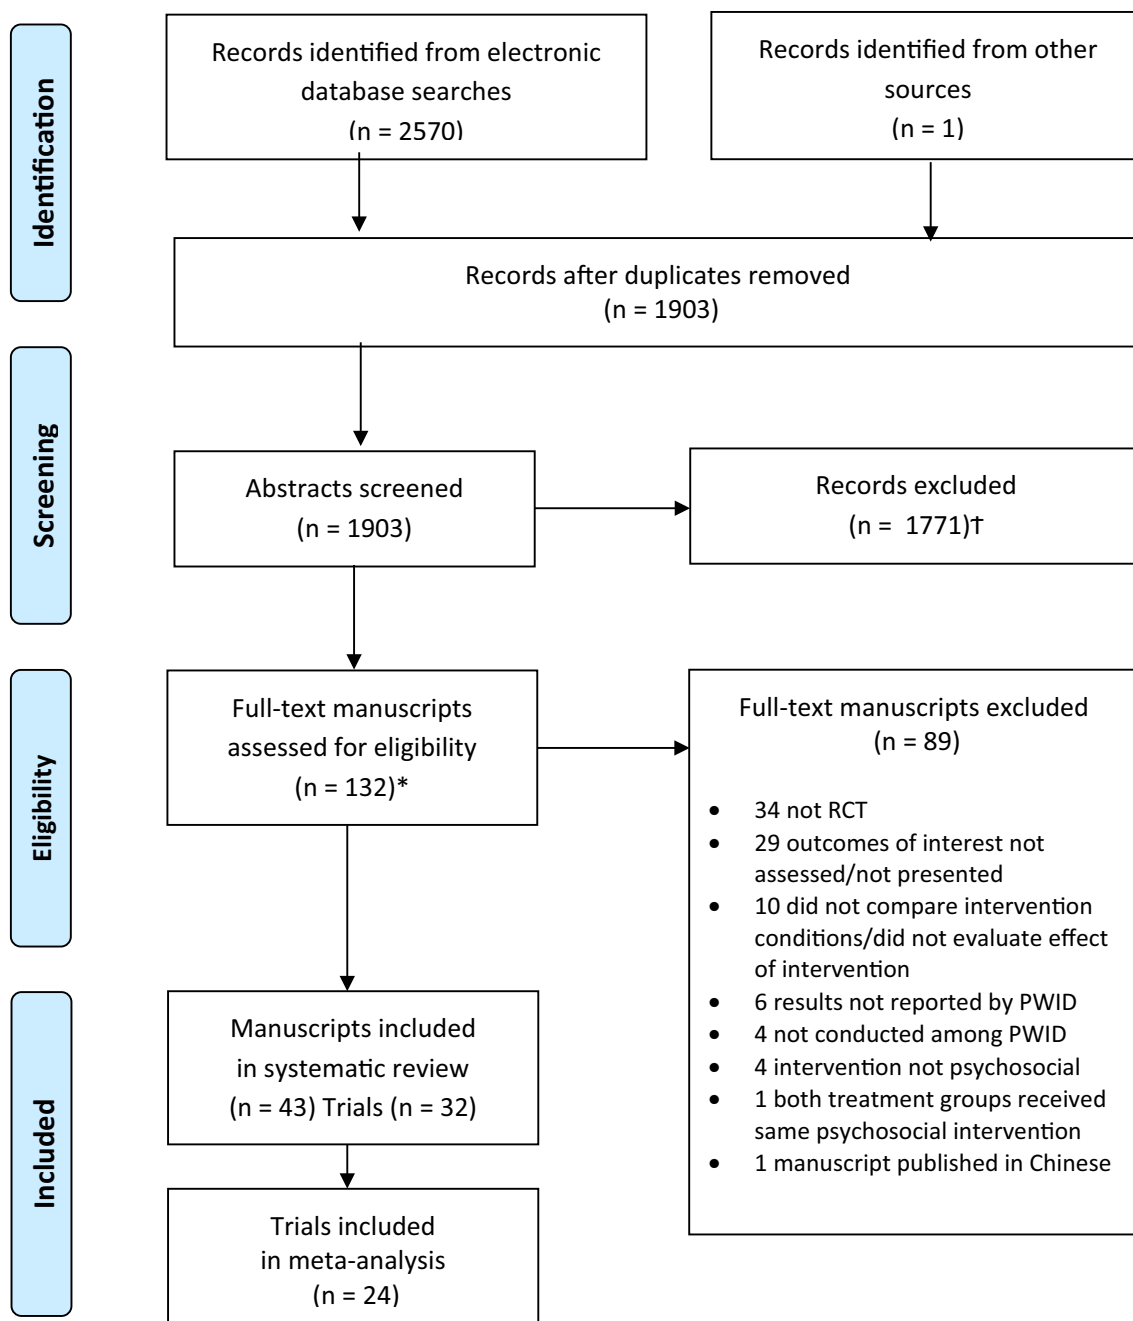 Identification
Records identified from electronic
database searches
(n = 2570)
Records identified from other
sources
(n = 1)
Records after duplicates removed
(n = 1903)
Screening
Abstracts screened
(n = 1903)
Records excluded
(n = 1771)†
Eligibility
Full-text manuscripts
assessed for eligibility
(n = 132)*
Full-text manuscripts excluded
(n = 89)
• 34 not RCT
• 29 outcomes of interest not
assessed/not presented
• 10 did not compare intervention
conditions/did not evaluate effect
of intervention
• 6 results not reported by PWID
• 4 not conducted among PWID
• 4 intervention not psychosocial
• 1 both treatment groups received
same psychosocial intervention
• 1 manuscript published in Chinese
Included
Manuscripts included
in systematic review
(n = 43) Trials (n = 32)
Trials included
in meta-analysis
(n = 24)